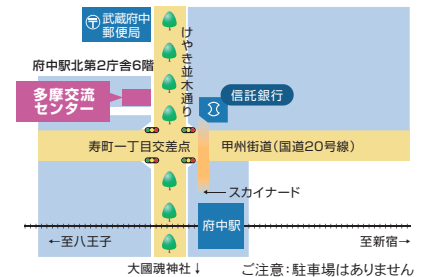 〒武蔵府中
郵便局
けやき並木通り
府中駅北第2庁舎6階
多摩交流
センター
信託銀行
寿町一丁目交差点
甲州街道(国道20号線)
←スカイナード
府中駅
←至八王子
至新宿→
大國魂神社↓
ご注意:駐車場はありません